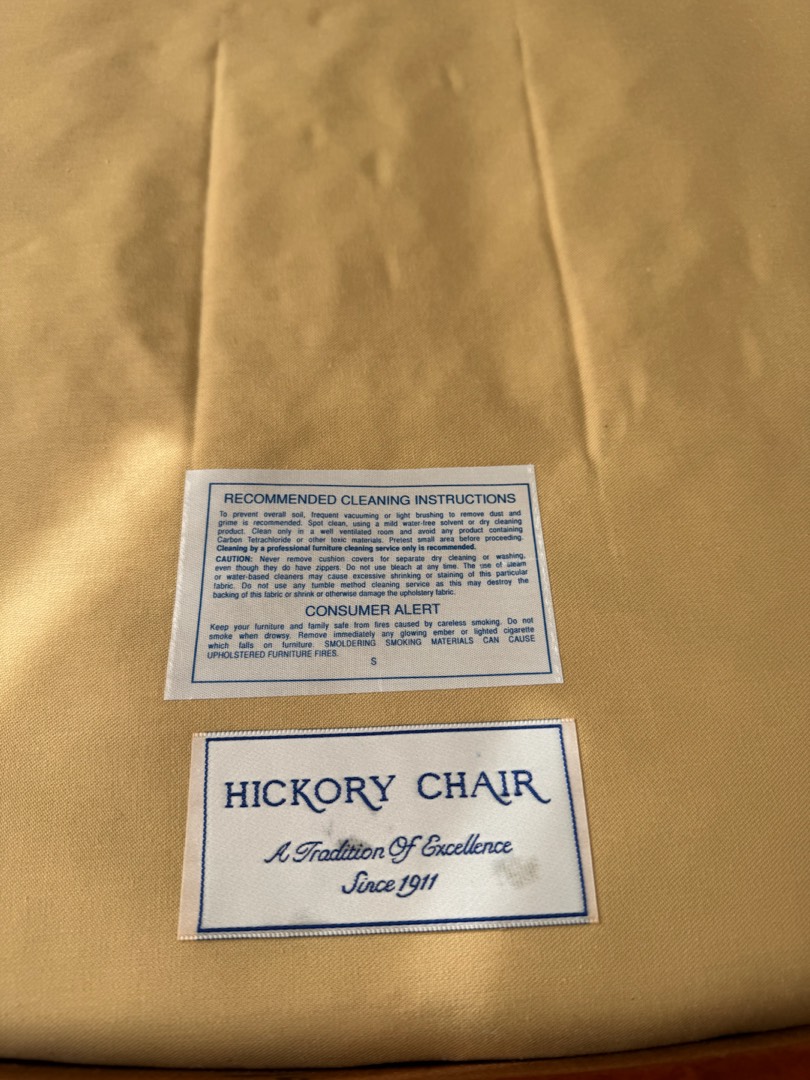 RECOMMENDED CLEANING INSTRUCTIONS
To prevent overall soil, frequent vacuuming or light brushing to remove dust and
grime is recommended. Spot clean, using a mild water-free solvent or dry cleaning
product. Clean only in a well ventilated room and avoid any product containing
Carbon Tetrachloride or other toxic materials. Pretest small area before proceeding.
Cleaning by a professional furniture cleaning service only is recommended.
CAUTION: Never remove cushion covers for separate dry cleaning or washing,
even though they do have zippers. Do not use bleach at any time. The use of steam
or water-based cleaners may cause excessive shrinking or staining of this particular
fabric. Do not use any tumble method cleaning service as this may destroy the
backing of this fabric or shrink or otherwise damage the upholstery fabric.
CONSUMER ALERT
Keep your furniture and family safe from fires caused by careless smoking. Do not
smoke when drowsy. Remove immediately any glowing ember or lighted cigarette
which falls on furniture. SMOLDERING SMOKING MATERIALS CAN CAUSE
UPHOLSTERED FURNITURE FIRES.
S
HICKORY CHAIR
A Tradition Of Excellence
Since 1911